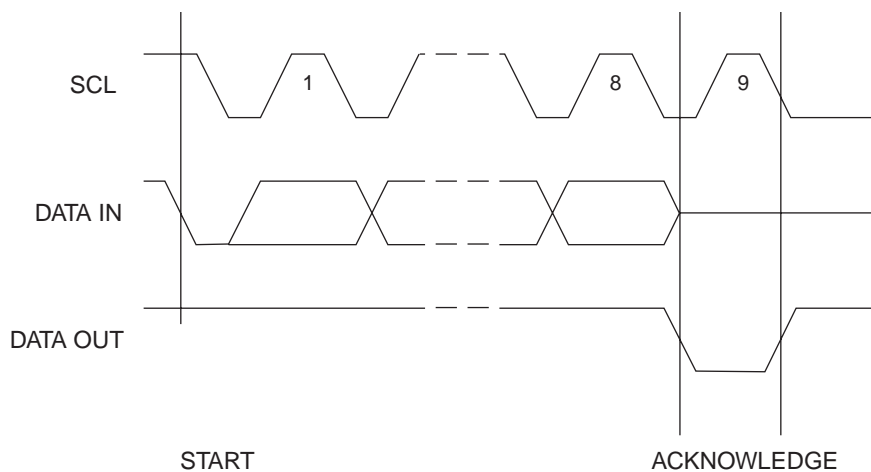 SCL
1
8
9
DATA IN
DATA OUT
START
ACKNOWLEDGE